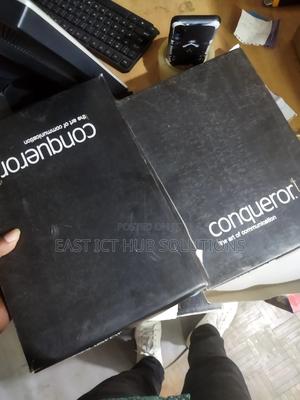 conqueror.
the art of communication
conqueror.
the art of communication
POSTED ON
EAST ICT HUB SOLUTIONS